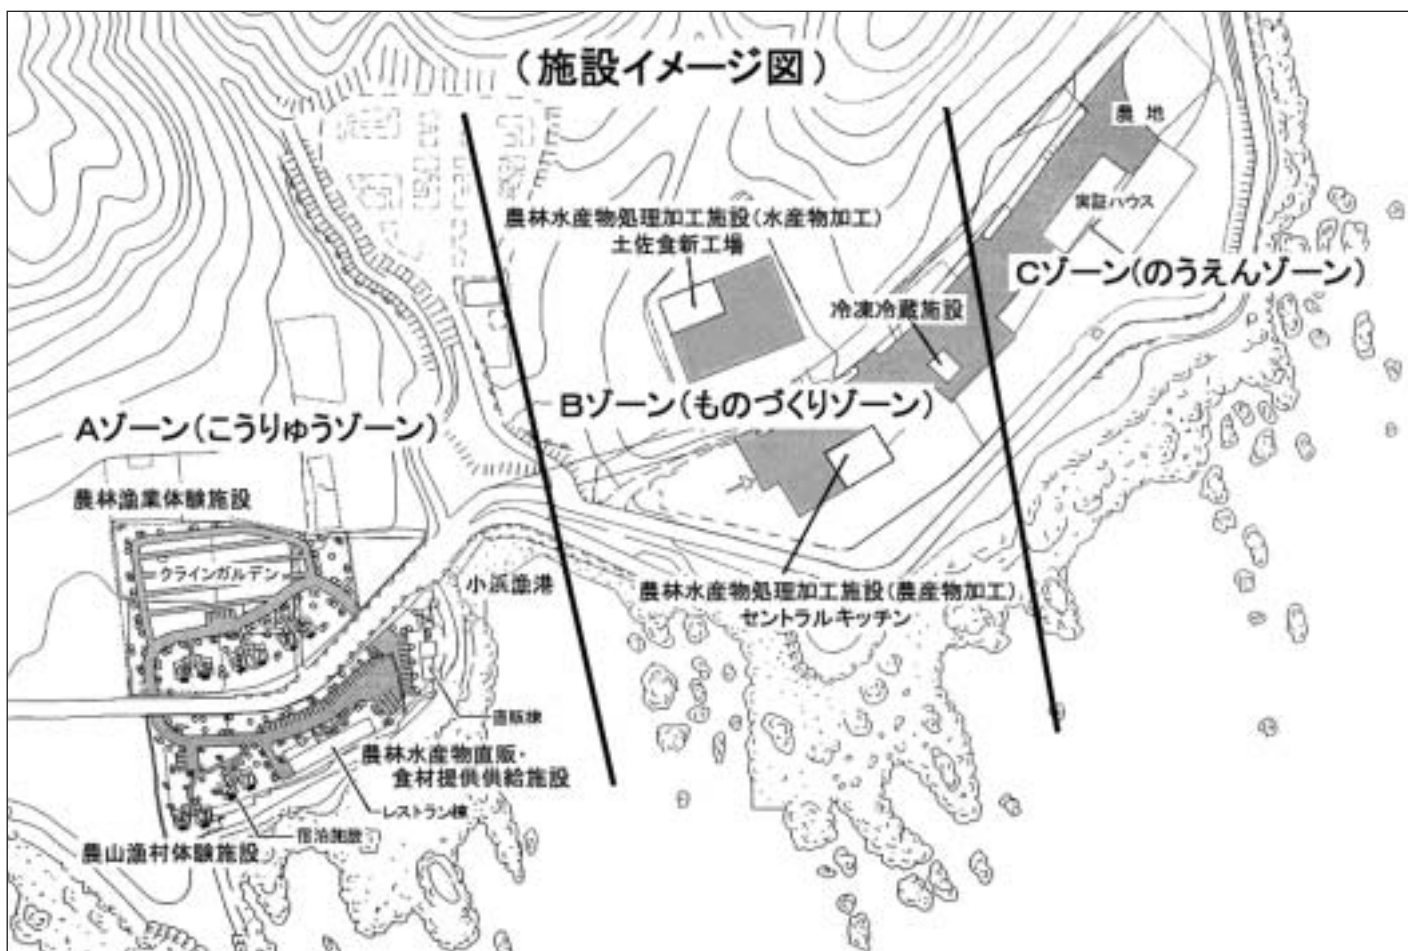 (施設イメージ図)
農地
実証ハウス
Cゾーン(のうえんゾーン)
農林水産物処理加工施設(水産物加工)
土佐食新工場
冷凍冷蔵施設
Bゾーン(ものづくりゾーン)
農林水産物処理加工施設(農産物加工)
セントラルキッチン
Aゾーン(こうりゅうゾーン)
農林漁業体験施設
クラインガルデン
小浜漁港
直販棟
農林水産物直販・
食材提供供給施設
レストラン棟
宿泊施設
農山漁村体験施設